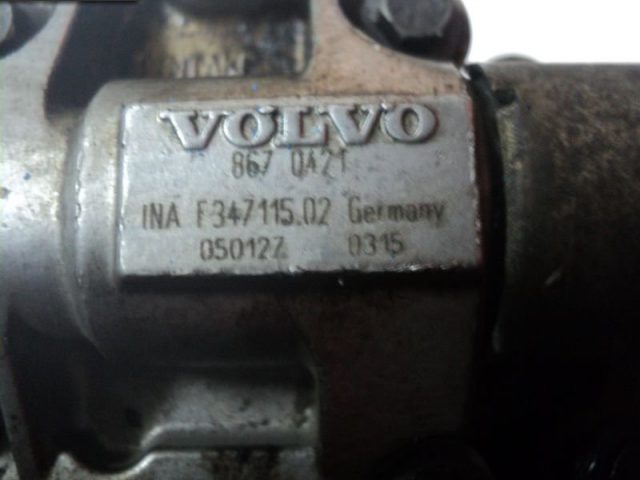 VOLVO
867 0421
INA F347115.02 Germany
050127 0315